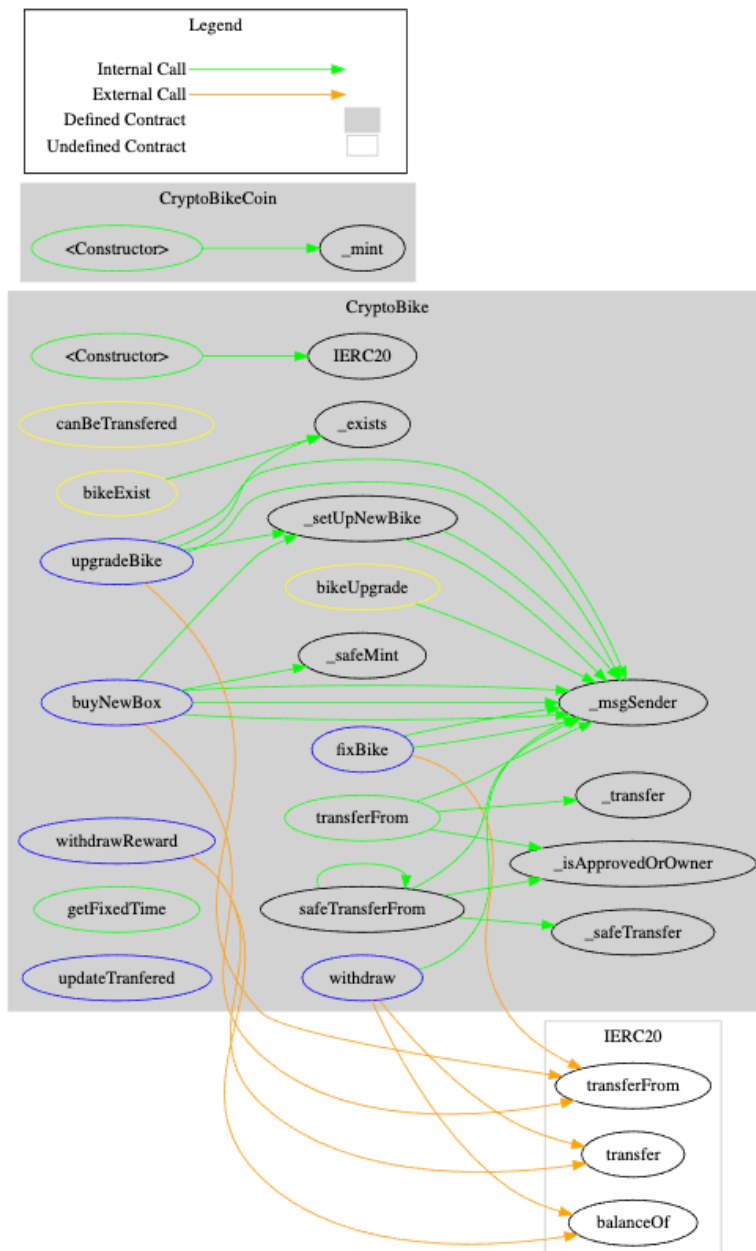 Legend
Internal Call
External Call
Defined Contract
Undefined Contract
CryptoBikeCoin
<Constructor>
_mint
CryptoBike
<Constructor>
IERC20
canBeTransfered
_exists
bikeExist
_setUpNewBike
upgradeBike
bikeUpgrade
_safeMint
buyNewBox
_msgSender
fixBike
_transfer
transferFrom
withdrawReward
_isApprovedOrOwner
getFixedTime
safeTransferFrom
_safeTransfer
updateTranfered
withdraw
IERC20
transferFrom
transfer
balanceOf